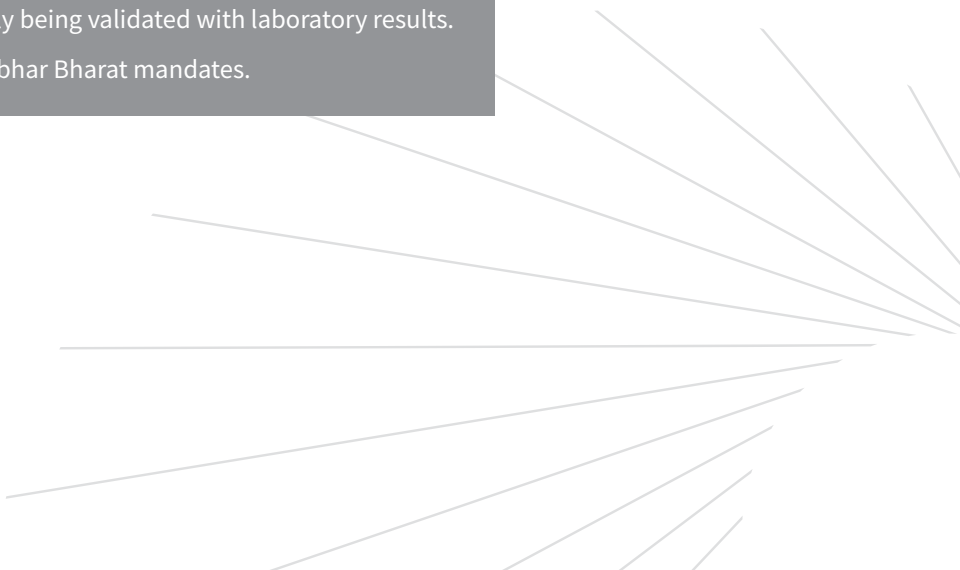 y being validated with laboratory results.
bhar Bharat mandates.